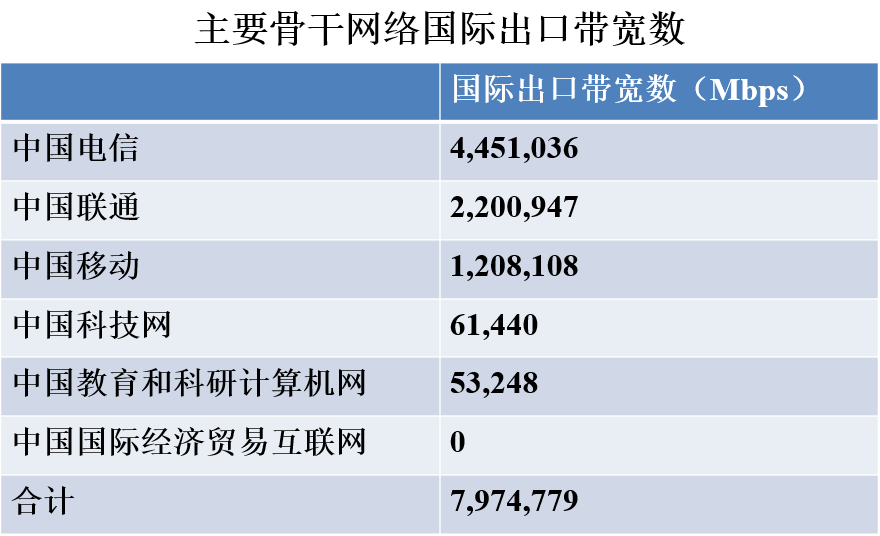 主要骨干网络国际出口带宽数
国际出口带宽数（Mbps）
中国电信 4,451,036
中国联通 2,200,947
中国移动 1,208,108
中国科技网 61,440
中国教育和科研计算机网 53,248
中国国际经济贸易互联网 0
合计 7,974,779